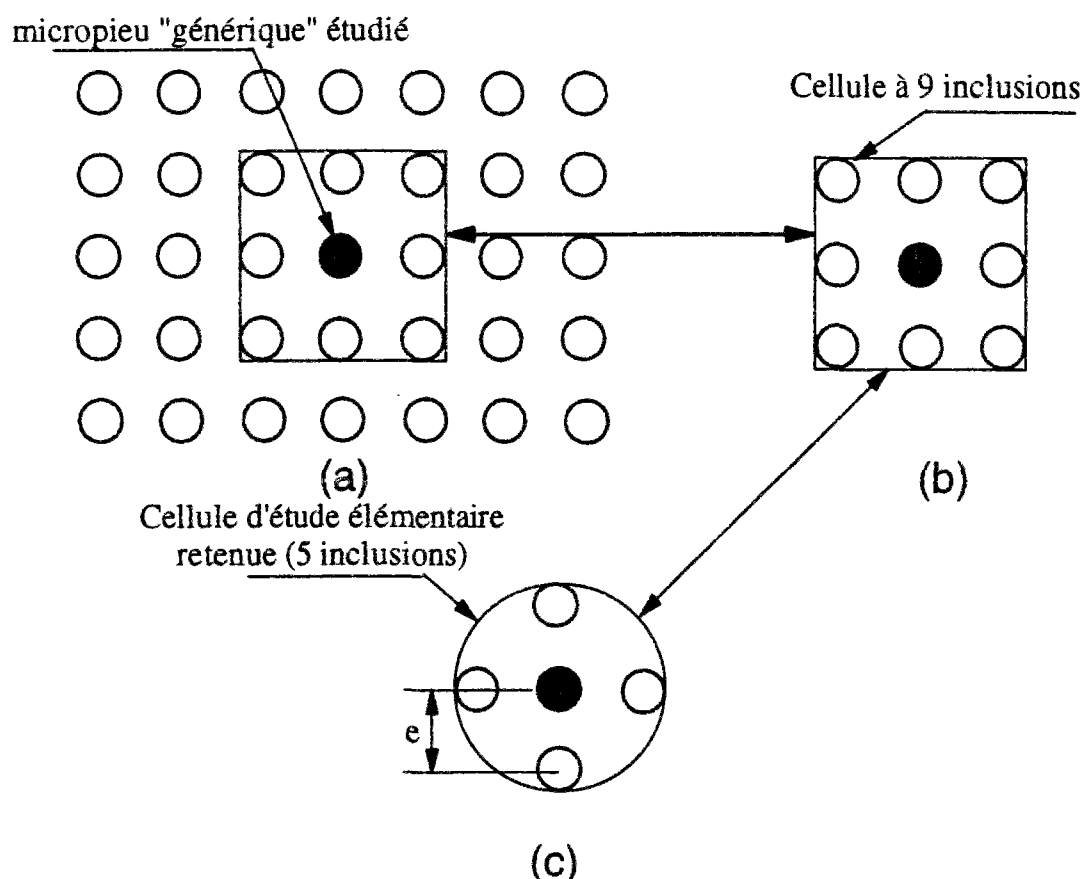 micropieu "générique" étudié
Cellule à 9 inclusions
(a)
(b)
Cellule d'étude élémentaire
retenue (5 inclusions)
e
(c)